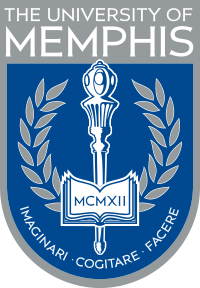 THE UNIVERSITY OF
MEMPHIS
MCMXII
IMAGINARI · COGITARE · FACERE